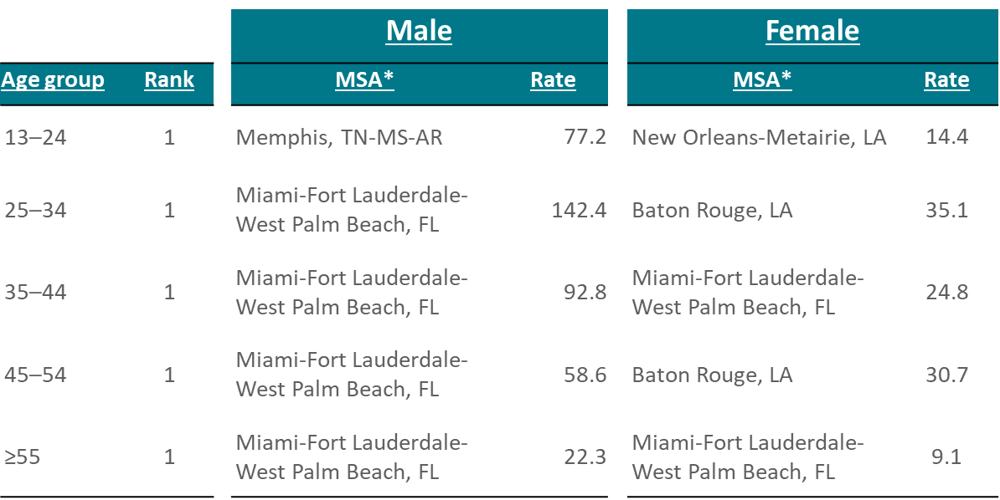 Male Female
Age group Rank MSA* Rate MSA* Rate
13–24 1 Memphis, TN-MS-AR 77.2 New Orleans-Metairie, LA 14.4
25–34 1 Miami-Fort Lauderdale-
West Palm Beach, FL 142.4 Baton Rouge, LA 35.1
35–44 1 Miami-Fort Lauderdale-
West Palm Beach, FL 92.8 Miami-Fort Lauderdale-
West Palm Beach, FL 24.8
45–54 1 Miami-Fort Lauderdale-
West Palm Beach, FL 58.6 Baton Rouge, LA 30.7
≥55 1 Miami-Fort Lauderdale-
West Palm Beach, FL 22.3 Miami-Fort Lauderdale-
West Palm Beach, FL 9.1